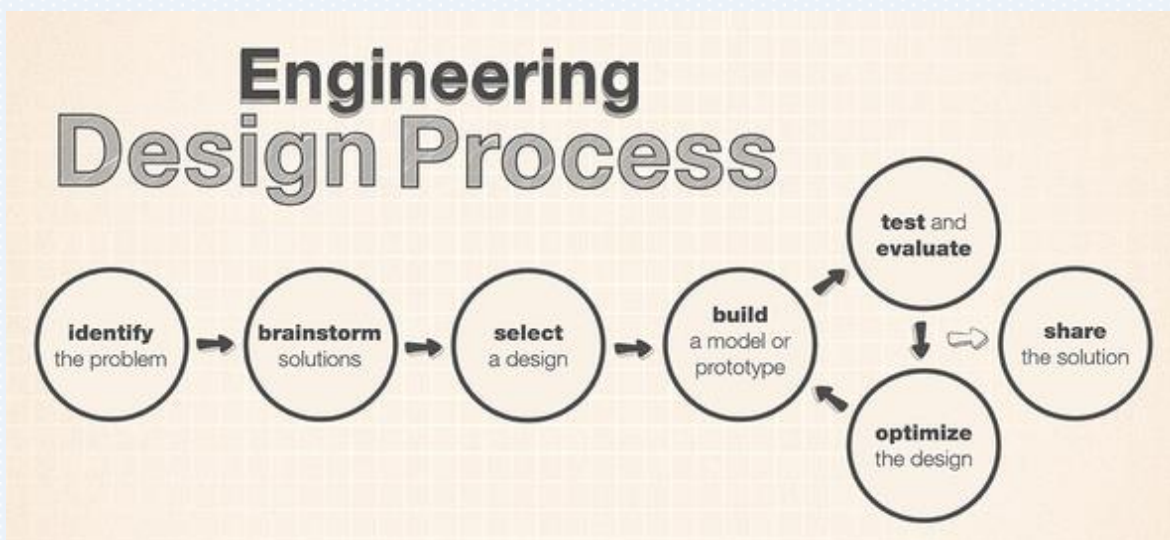 Engineering
Design Process
identify
the problem
brainstorm
solutions
select
a design
build
a model or
prototype
test and
evaluate
optimize
the design
share
the solution